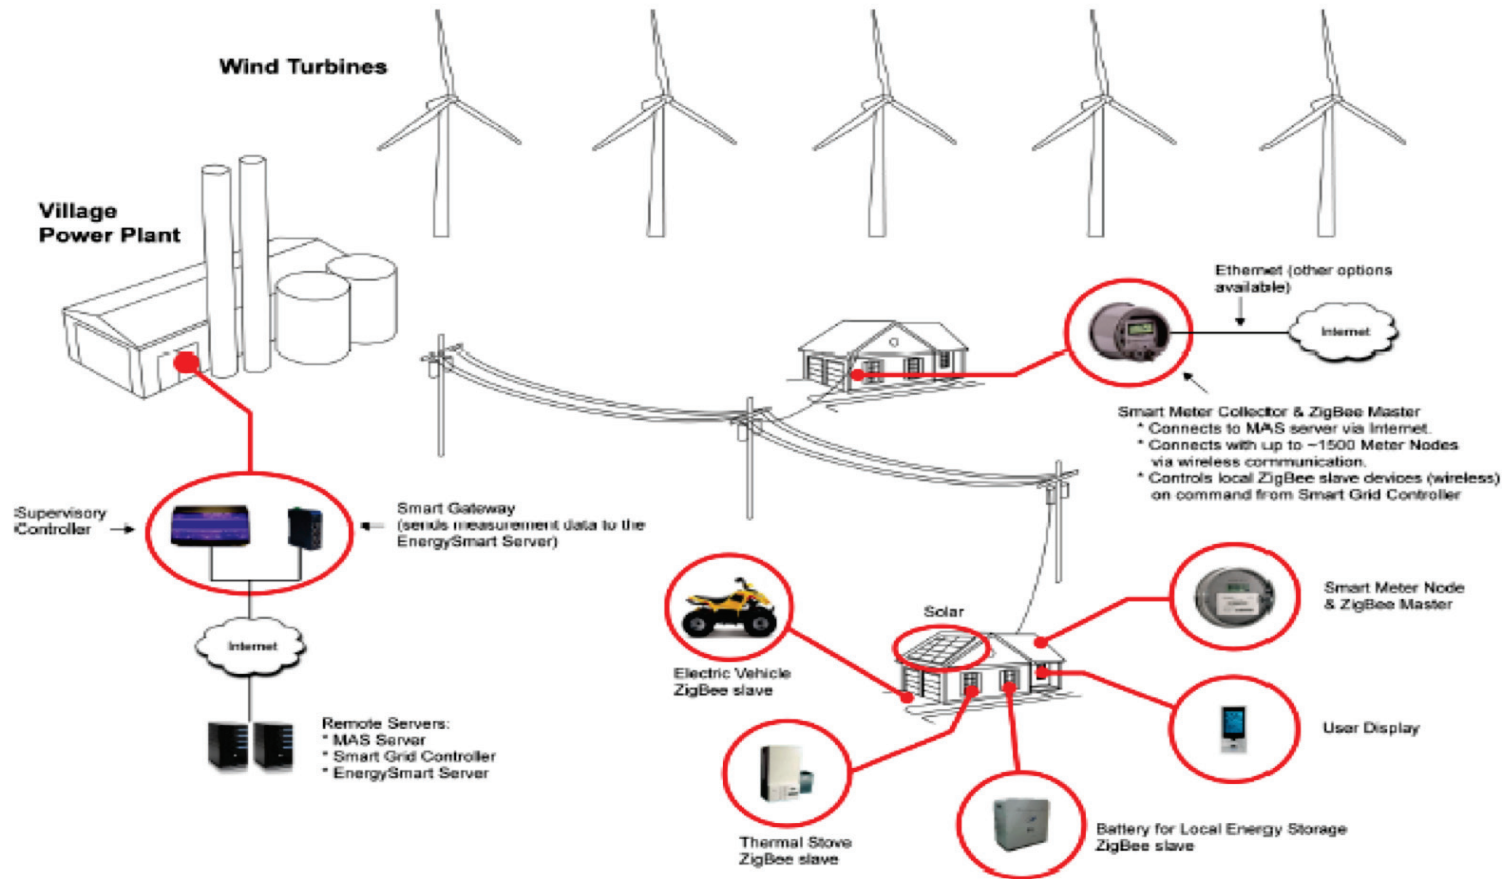 Wind Turbines
Village
Power Plant
Ethernet (other options
available)
Internet
Smart Meter Collector & ZigBee Master
* Connects to MAS server via Internet.
* Connects with up to ~1500 Meter Nodes
via wireless communication.
* Controls local ZigBee slave devices (wireless)
on command from Smart Grid Controller
Supervisory
Controller
Smart Gateway
(sends measurement data to the
EnergySmart Server)
Internet
Remote Servers:
* MAS Server
* Smart Grid Controller
* EnergySmart Server
Solar
Electric Vehicle
ZigBee slave
Smart Meter Node
& ZigBee Master
User Display
Thermal Stove
ZigBee slave
Battery for Local Energy Storage
ZigBee slave